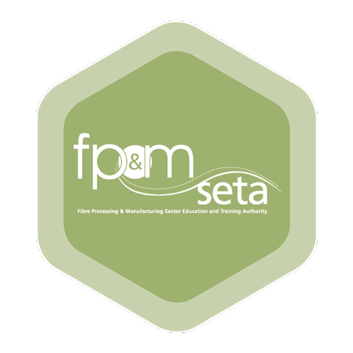 fp&m
seta
Fibre Processing & Manufacturing Sector Education and Training Authority